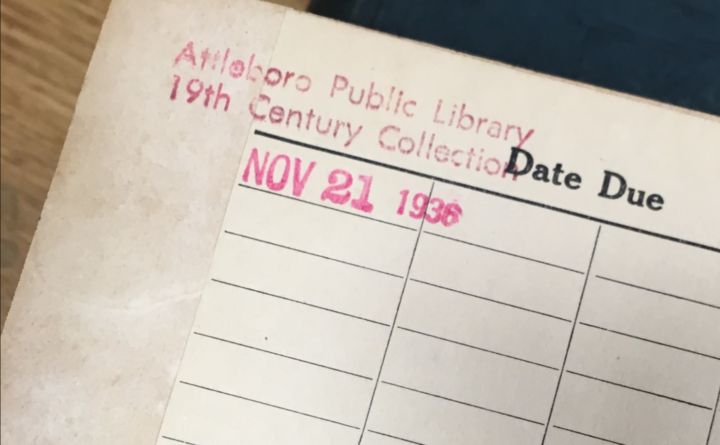 Attleboro Public Library
19th Century Collection
Date Due
NOV 21 1936